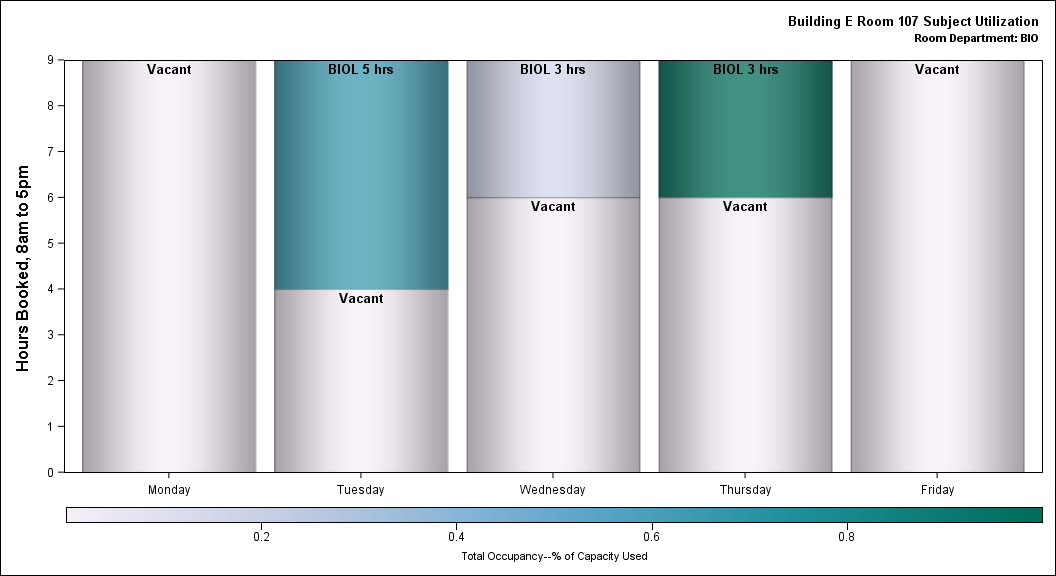 Building E Room 107 Subject Utilization
Room Department: BIO
Hours Booked, 8am to 5pm
9
8
7
6
5
4
3
2
1
0
Vacant
BIOL 5 hrs
BIOL 3 hrs
BIOL 3 hrs
Vacant
Vacant
Vacant
Vacant
Monday
Tuesday
Wednesday
Thursday
Friday
0.2
0.4
0.6
0.8
Total Occupancy--% of Capacity Used